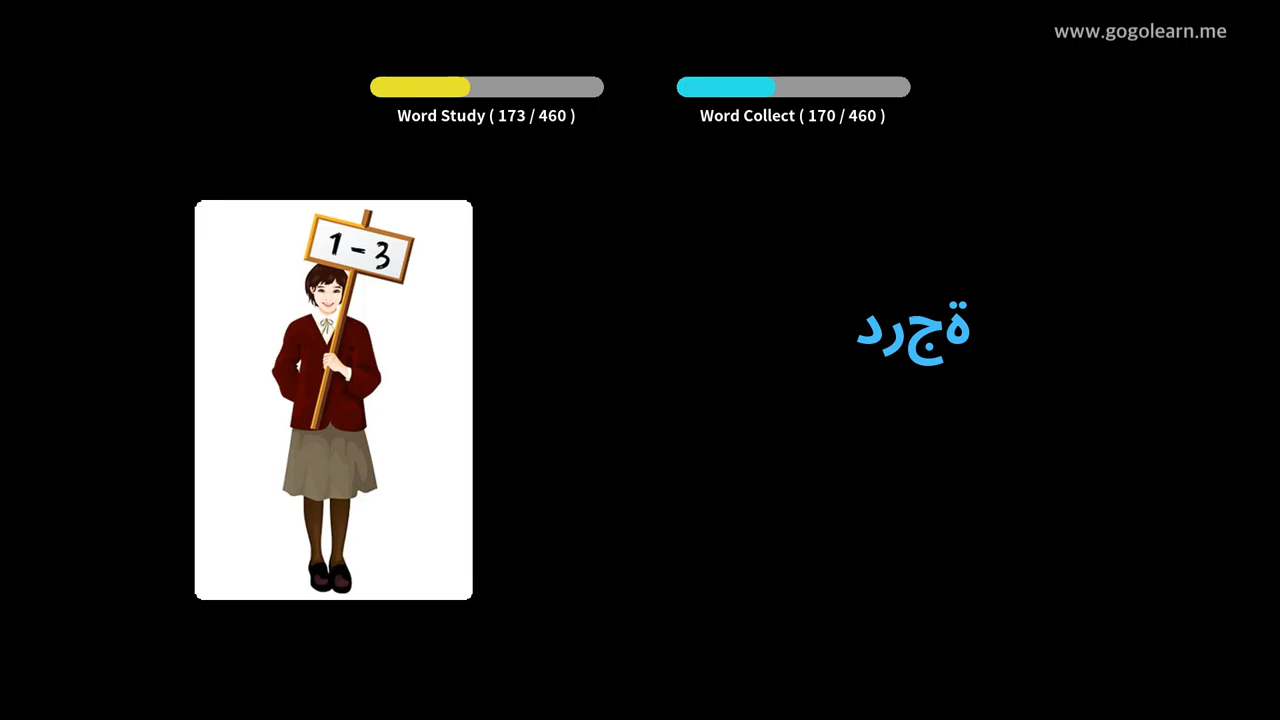 www.gogolearn.me
Word Study ( 173 / 460 )
Word Collect ( 170 / 460 )
1 - 3
درجة